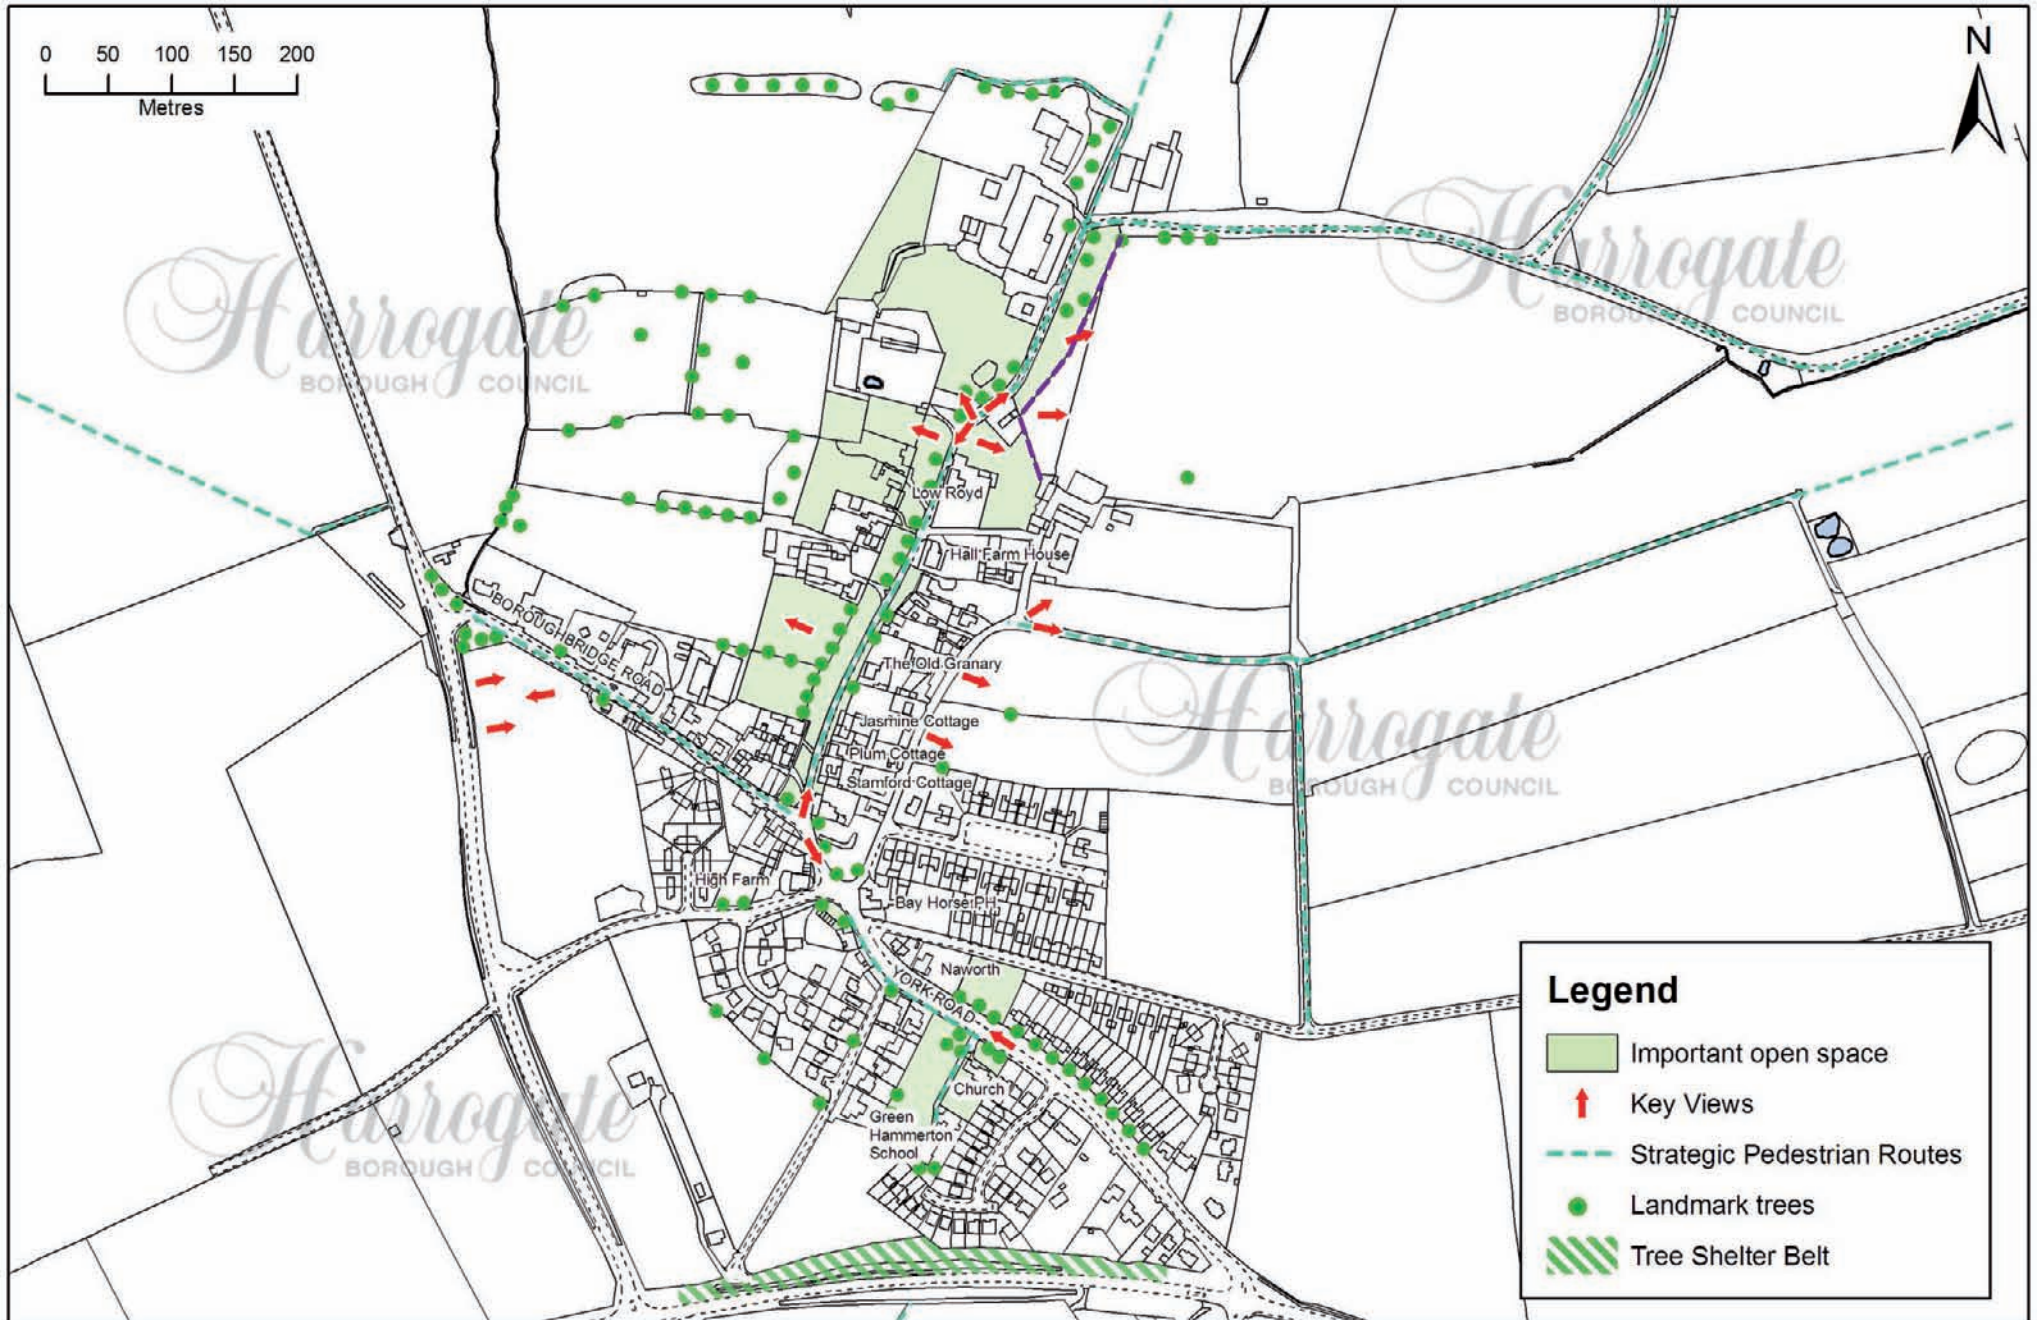 0 50 100 150 200
Metres
N
Harrogate
BOROUGH COUNCIL
Harrogate
BOROUGH COUNCIL
Low Royd
Hall Farm House
BOROUGHBRIDGE ROAD
The Old Granary
Jasmine Cottage
Plum Cottage
Stamford Cottage
Harrogate
BOROUGH COUNCIL
High Farm
Bay Horse PH
Naworth
YORK ROAD
Church
Green
Hammerton
School
Harrogate
BOROUGH COUNCIL
Legend
Important open space
Key Views
Strategic Pedestrian Routes
Landmark trees
Tree Shelter Belt